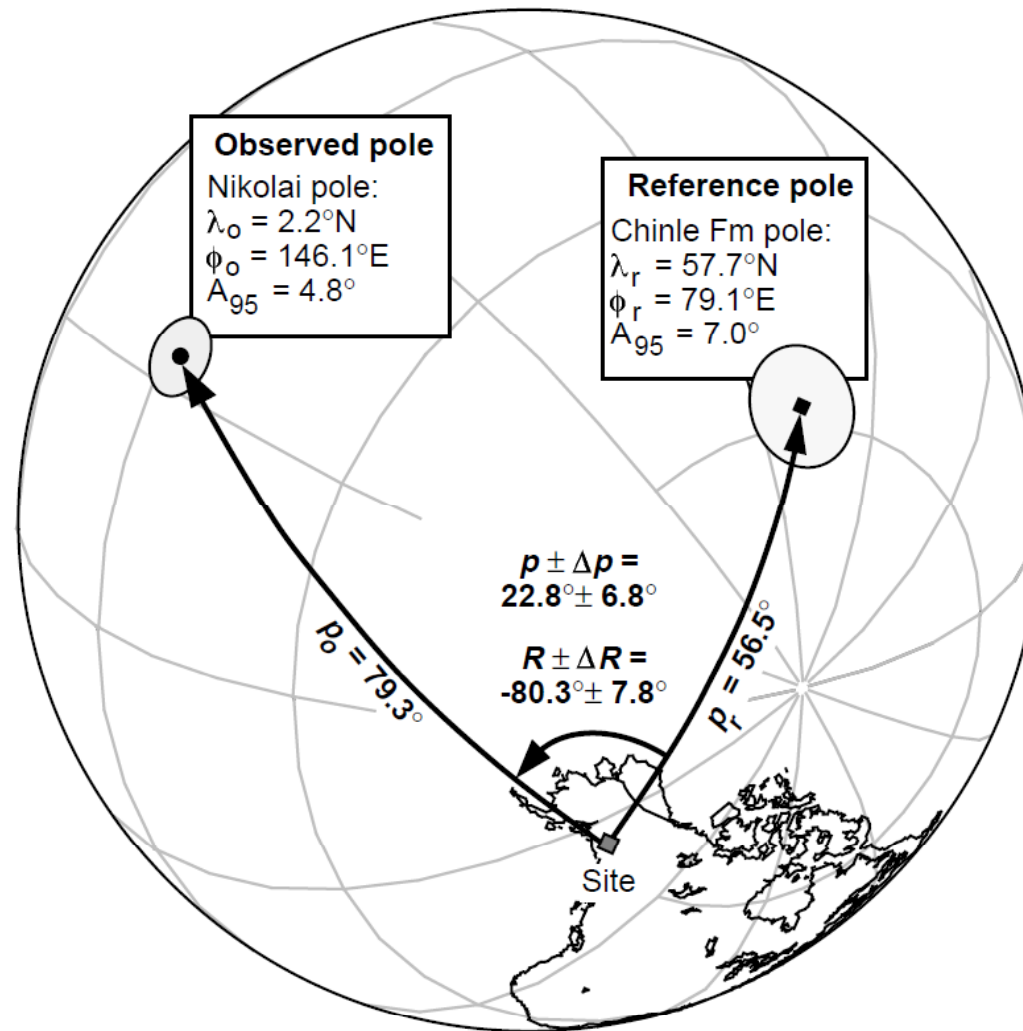 Observed pole
Nikolai pole:
λo = 2.2°N
ϕo = 146.1°E
A95 = 4.8°
Reference pole
Chinle Fm pole:
λr = 57.7°N
ϕr = 79.1°E
A95 = 7.0°
p ± Δp =
22.8°± 6.8°
R ± ΔR =
-80.3°± 7.8°
po = 79.3°
pr = 56.5°
Site